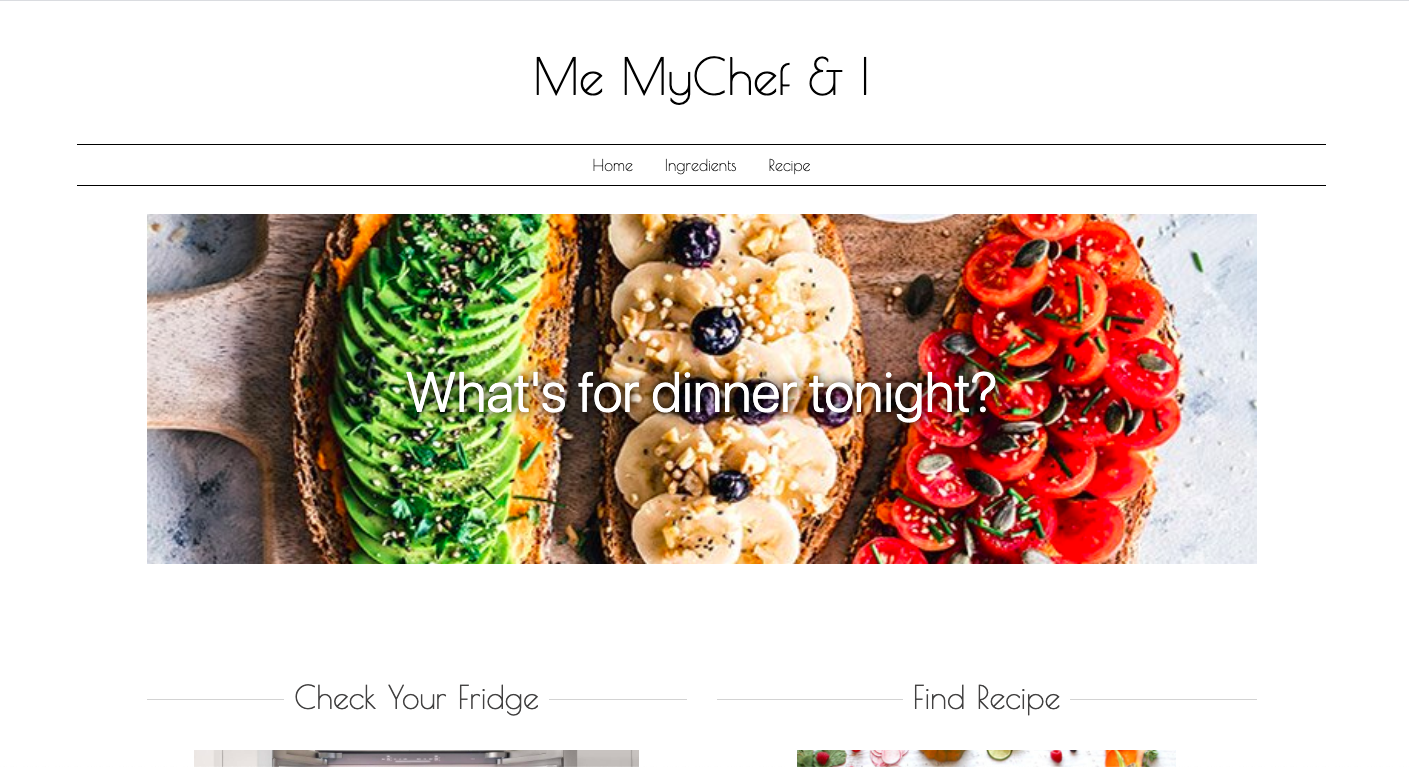 Me MyChef & I
Home Ingredients Recipe
What's for dinner tonight?
Check Your Fridge
Find Recipe